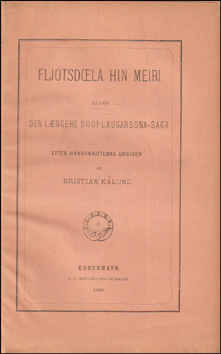 FLJÓTSDŒLA HIN MEIRI
ELLER
DEN LÆNGERE DROPLAUGARSONA-SAGA
EFTER HÅNDSKRIFTERNE UDGIVEN
AF
KRISTIAN KÅLUND.
KØBENHAVN.